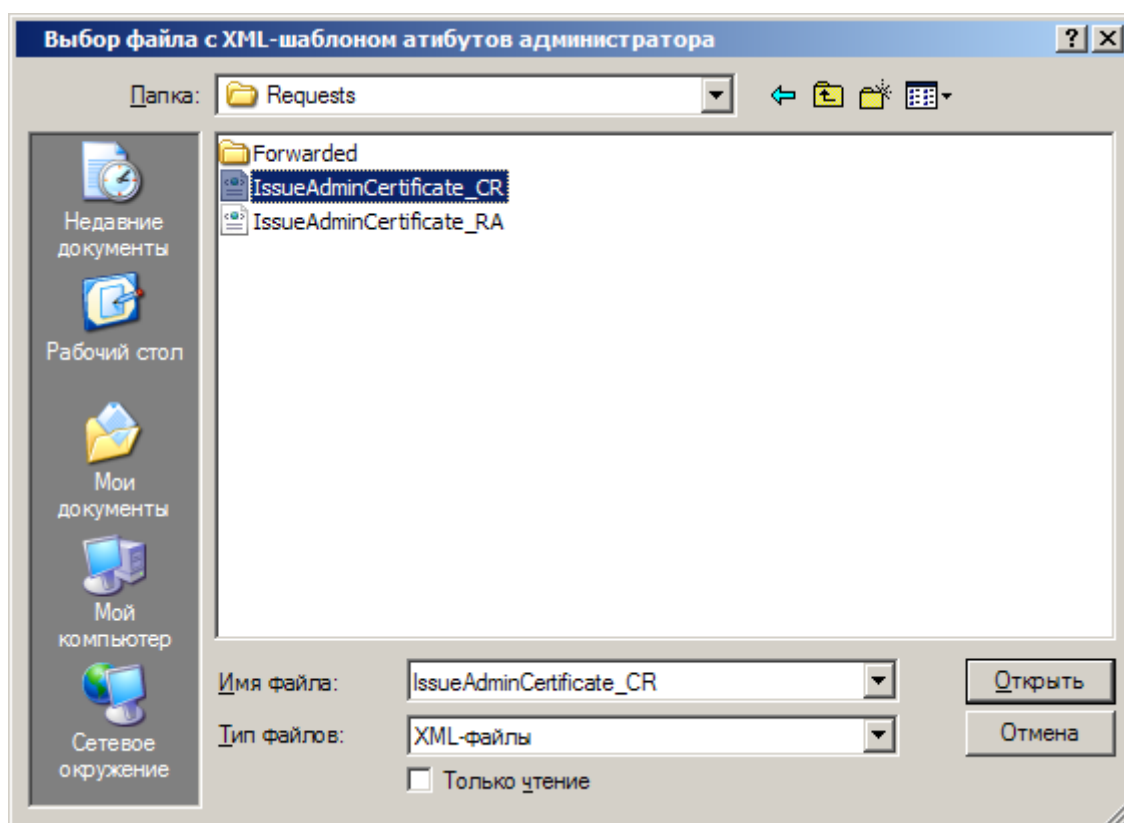 Выбор файла с XML-шаблоном атибутов администратора
Папка:
Requests
Forwarded
IssueAdminCertificate_CR
IssueAdminCertificate_RA
Недавние
документы
Рабочий стол
Мои
документы
Мой
компьютер
Сетевое
окружение
Имя файла:
IssueAdminCertificate_CR
Открыть
Тип файлов:
XML-файлы
Отмена
Только чтение